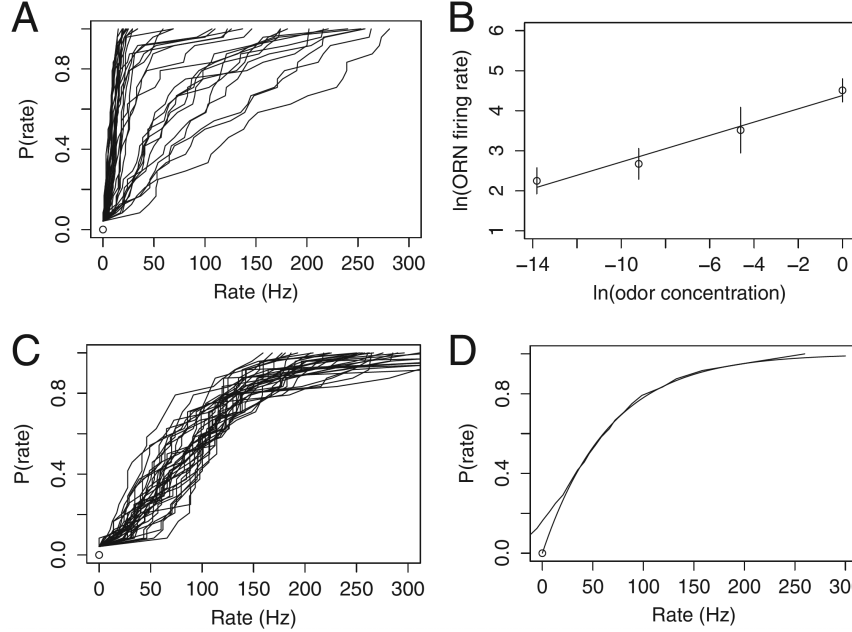 A
P(rate)
0.0 0.4 0.8
0 50 100 150 200 250 300
Rate (Hz)
B
ln(ORN firing rate)
1 2 3 4 5 6
−14 −10 −6 −4 −2 0
ln(odor concentration)
C
P(rate)
0.0 0.4 0.8
0 50 100 150 200 250 300
Rate (Hz)
D
P(rate)
0.0 0.4 0.8
0 50 100 150 200 250 30
Rate (Hz)